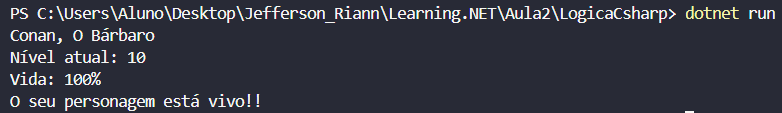 PS C:\Users\Aluno\Desktop\Jefferson_Riann\Learning.NET\Aula2\LogicaCsharp> dotnet run
Conan, O Bárbaro
Nível atual: 10
Vida: 100%
O seu personagem está vivo!!